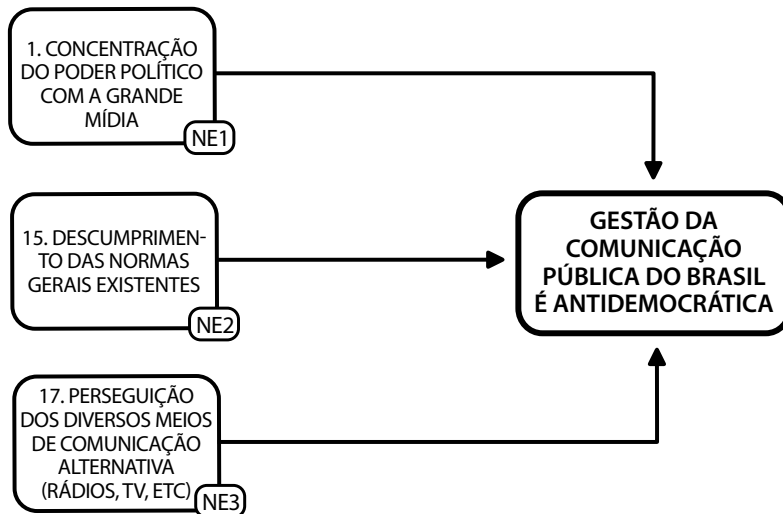 1. CONCENTRAÇÃO
DO PODER POLÍTICO
COM A GRANDE
MÍDIA
NE1
15. DESCUMPRIMEN-
TO DAS NORMAS
GERAIS EXISTENTES
NE2
17. PERSEGUIÇÃO
DOS DIVERSOS MEIOS
DE COMUNICAÇÃO
ALTERNATIVA
(RÁDIOS, TV, ETC)
NE3
GESTÃO DA
COMUNICAÇÃO
PÚBLICA DO BRASIL
É ANTIDEMOCRÁTICA